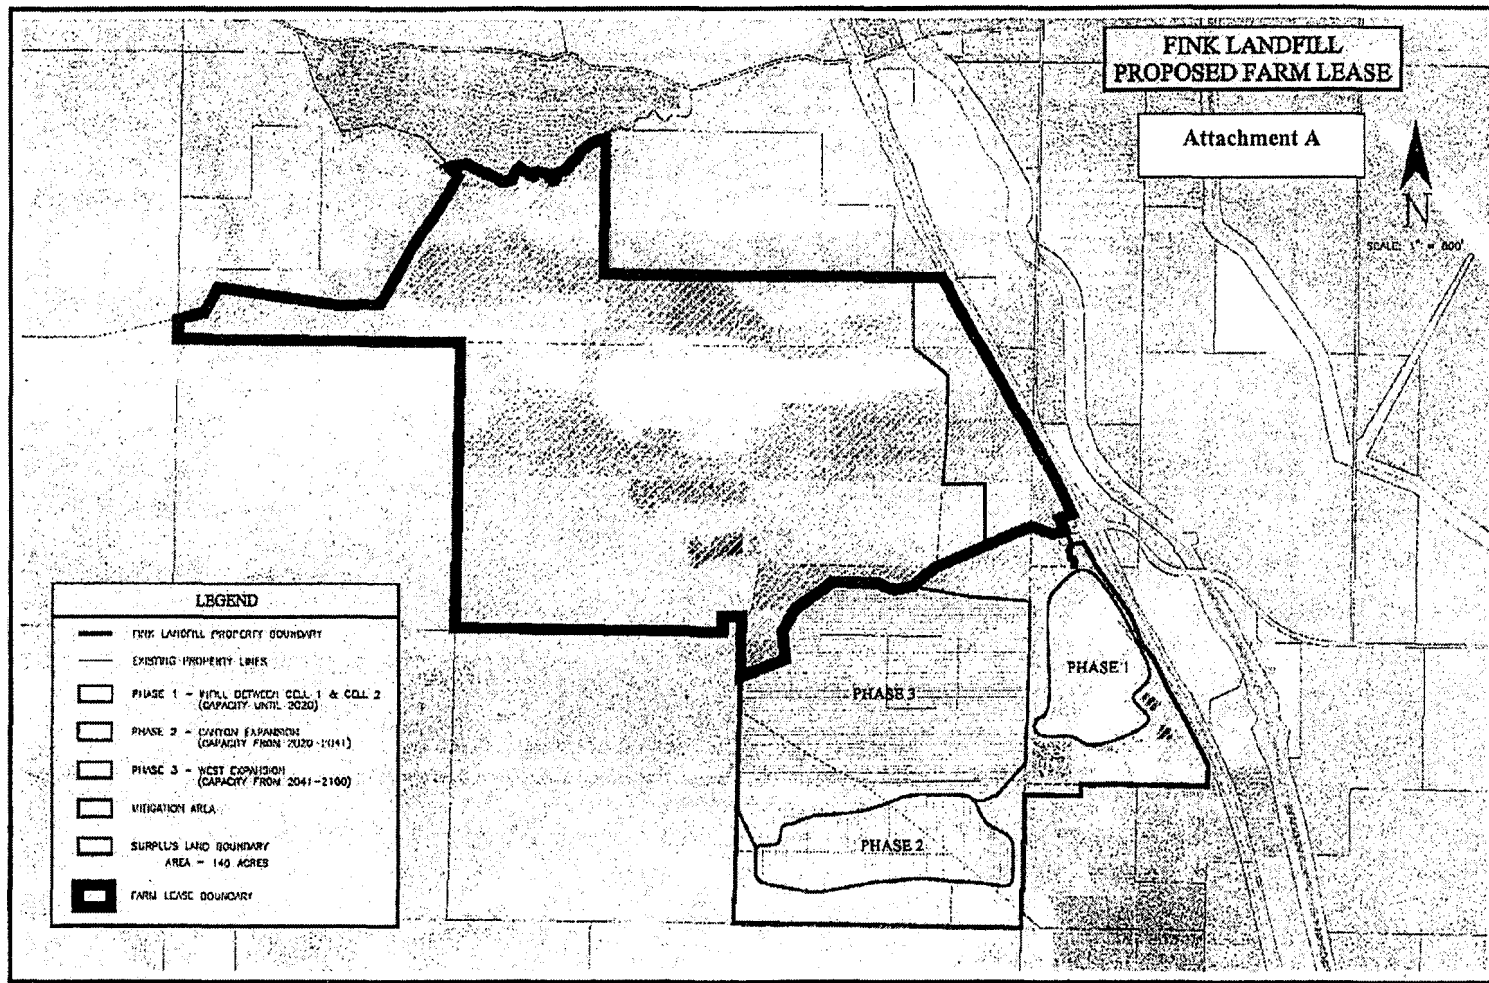 FINK LANDFILL
PROPOSED FARM LEASE
Attachment A
N
SCALE: 1" = 800'
LEGEND
FINK LANDFILL PROPERTY BOUNDARY
EXISTING PROPERTY LINES
PHASE 1 - INFILL BETWEEN CELL 1 & CELL 2
(CAPACITY UNTIL 2020)
PHASE 2 - CANYON EXPANSION
(CAPACITY FROM 2020-2041)
PHASE 3 - WEST EXPANSION
(CAPACITY FROM 2041-2100)
MITIGATION AREA
SURPLUS LAND BOUNDARY
AREA = 140 ACRES
FARM LEASE BOUNDARY
PHASE 1
PHASE 3
PHASE 2